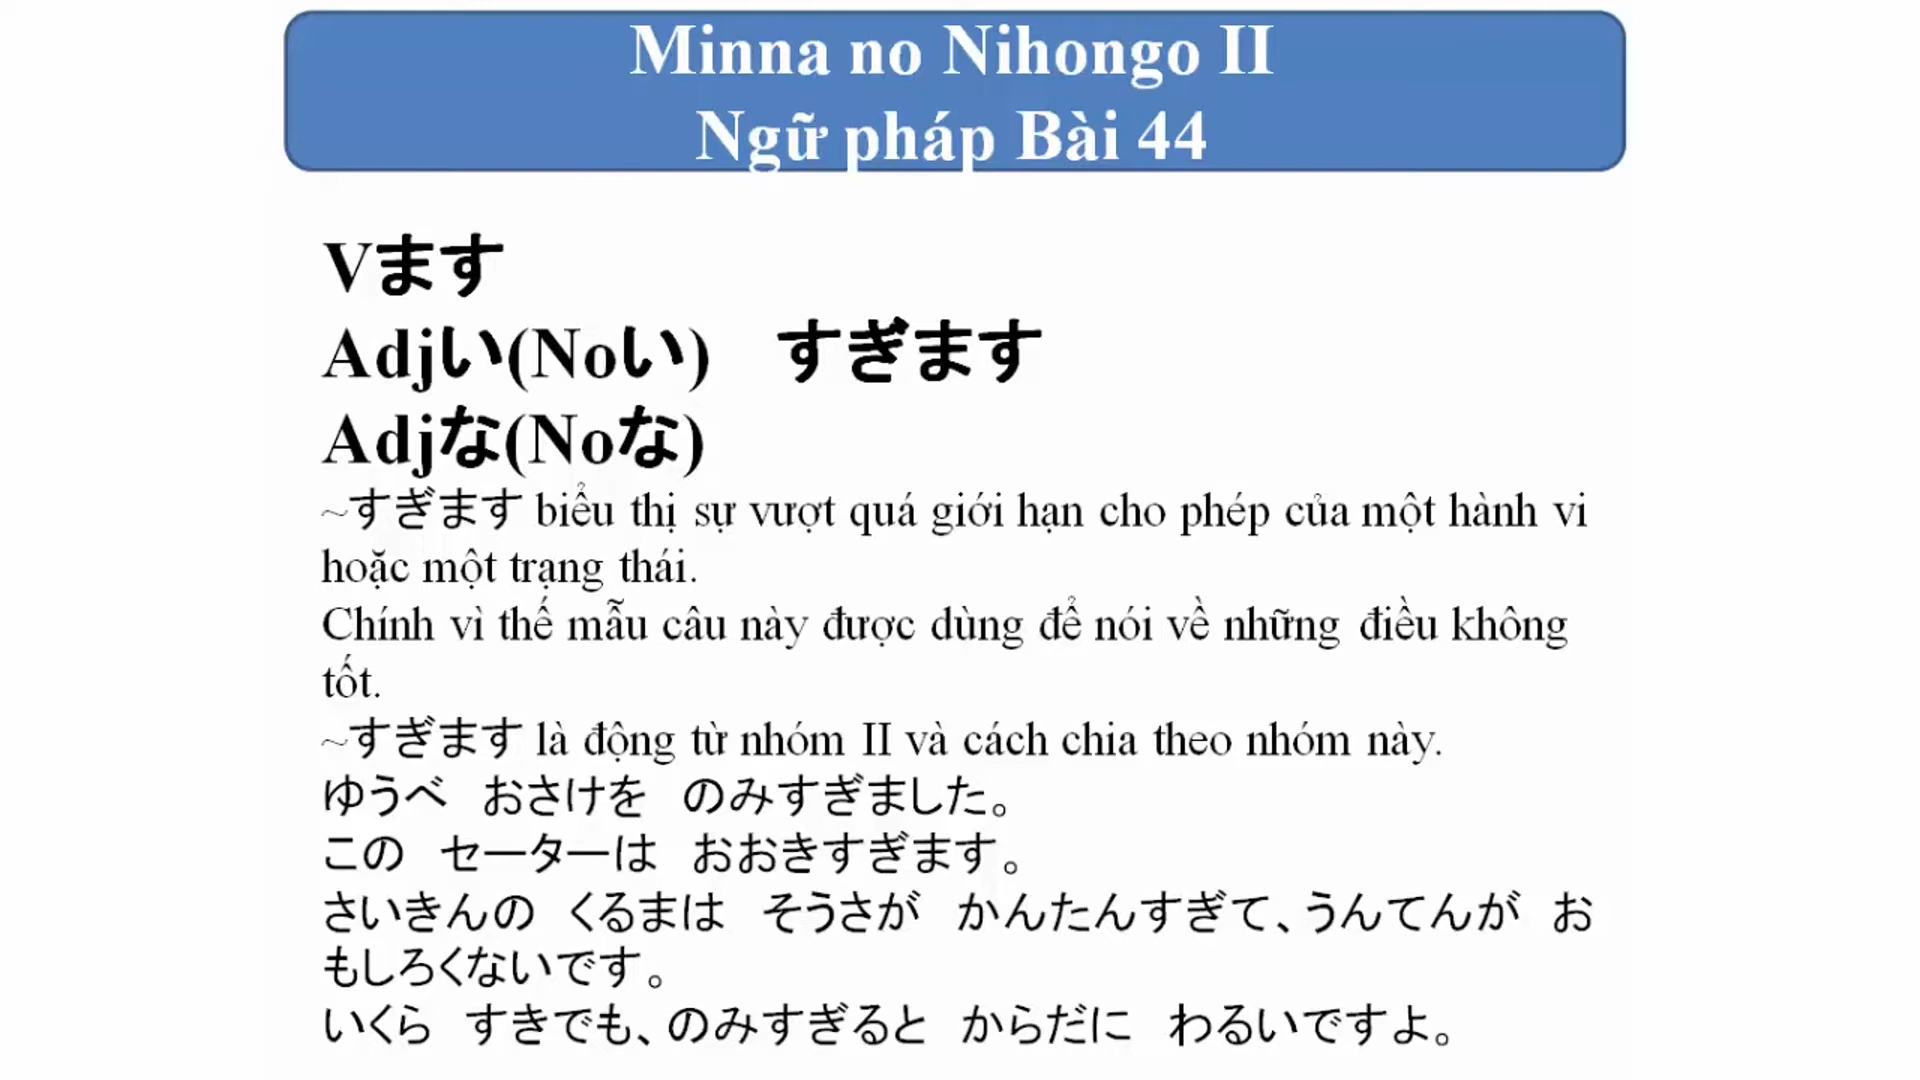 Minna no Nihongo II
Ngữ pháp Bài 44
Vます
Adjい(Noい)　すぎます
Adjな(Noな)
~すぎます biểu thị sự vượt quá giới hạn cho phép của một hành vi
hoặc một trạng thái.
Chính vì thế mẫu câu này được dùng để nói về những điều không
tốt.
~すぎます là động từ nhóm II và cách chia theo nhóm này.
ゆうべ　おさけを　のみすぎました。
この　セーターは　おおきすぎます。
さいきんの　くるまは　そうさが　かんたんすぎて、うんてんが　お
もしろくないです。
いくら　すきでも、のみすぎると　からだに　わるいですよ。